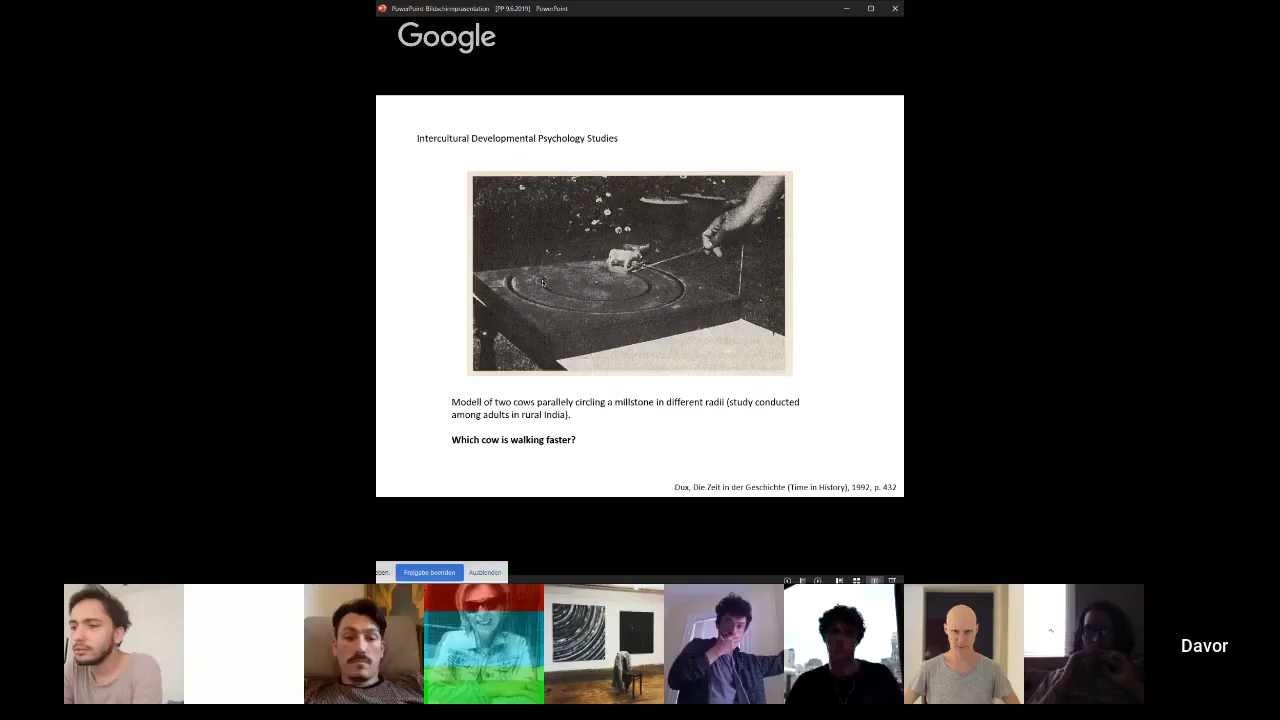 PowerPoint-Bildschirmpräsentation - [PP 9.6.2019] - PowerPoint
Google
Intercultural Developmental Psychology Studies
Modell of two cows parallely circling a millstone in different radii (study conducted
among adults in rural India).
Which cow is walking faster?
Dux, Die Zeit in der Geschichte (Time in History), 1992, p. 432
eben.
Freigabe beenden
Ausblenden
Davor